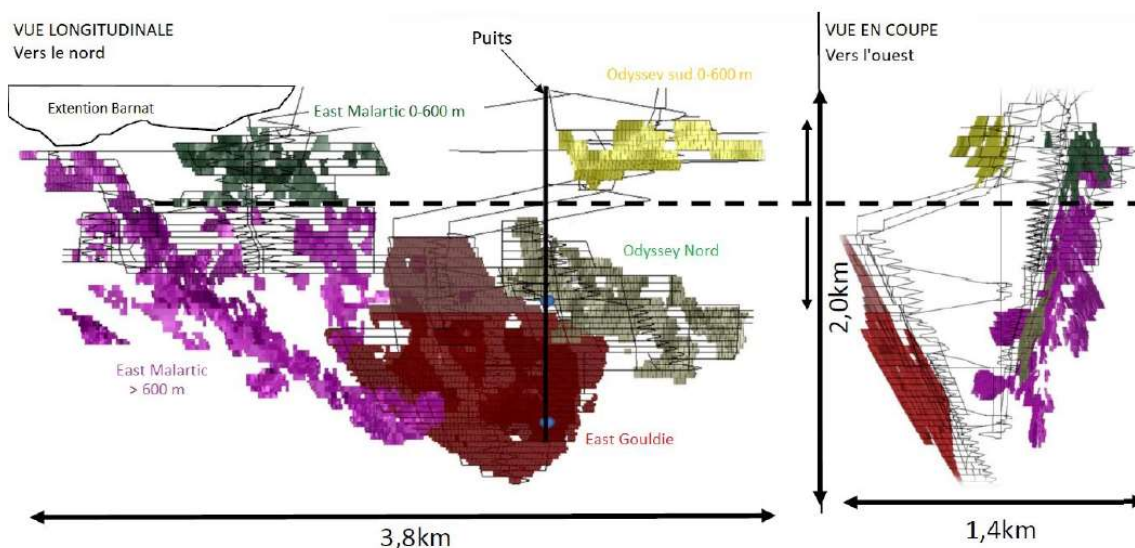 VUE LONGITUDINALE
Vers le nord
Puits
Odyssey sud 0-600 m
VUE EN COUPE
Vers l'ouest
Extention Barnat
East Malartic 0-600 m
Odyssey Nord
2,0km
East Malartic
> 600 m
East Gouldie
3,8km
1,4km